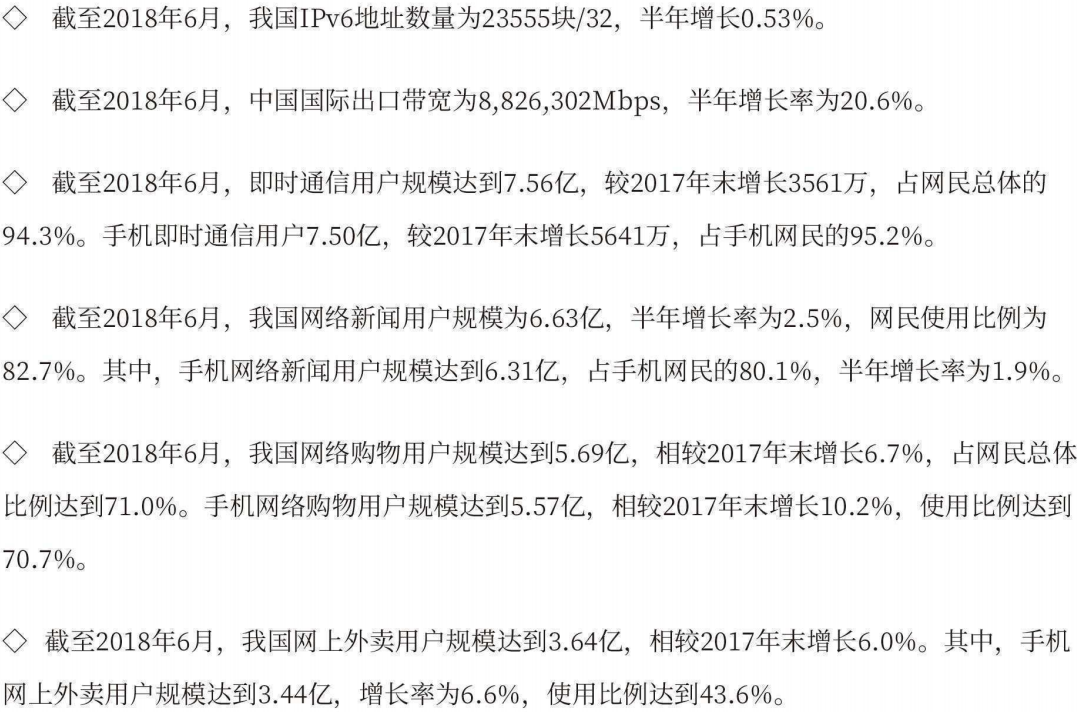 ◇ 截至2018年6月，我国IPv6地址数量为23555块/32，半年增长0.53%。
◇ 截至2018年6月，中国国际出口带宽为8,826,302Mbps，半年增长率为20.6%。
◇ 截至2018年6月，即时通信用户规模达到7.56亿，较2017年末增长3561万，占网民总体的
94.3%。手机即时通信用户7.50亿，较2017年末增长5641万，占手机网民的95.2%。
◇ 截至2018年6月，我国网络新闻用户规模为6.63亿，半年增长率为2.5%，网民使用比例为
82.7%。其中，手机网络新闻用户规模达到6.31亿，占手机网民的80.1%，半年增长率为1.9%。
◇ 截至2018年6月，我国网络购物用户规模达到5.69亿，相较2017年末增长6.7%，占网民总体
比例达到71.0%。手机网络购物用户规模达到5.57亿，相较2017年末增长10.2%，使用比例达到
70.7%。
◇ 截至2018年6月，我国网上外卖用户规模达到3.64亿，相较2017年末增长6.0%。其中，手机
网上外卖用户规模达到3.44亿，增长率为6.6%，使用比例达到43.6%。